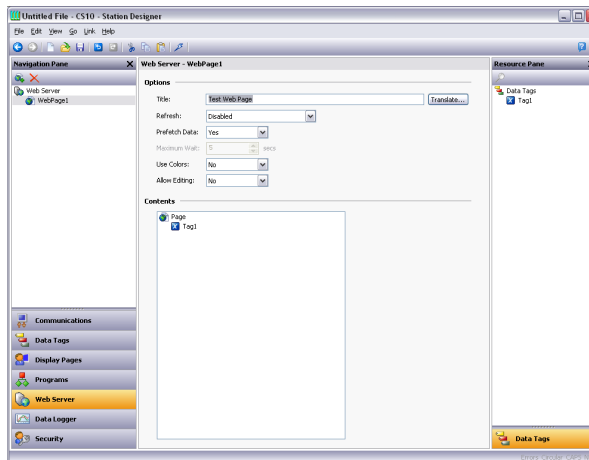 Untitled File - CS10 - Station Designer
File Edit View Go Link Help
Navigation Pane
Web Server
WebPage1
Communications
Data Tags
Display Pages
Programs
Web Server
Data Logger
Security
Web Server - WebPage1
Options
Title: Test Web Page Translate...
Refresh: Disabled
Prefetch Data: Yes
Maximum Wait: 5 secs
Use Colors: No
Allow Editing: No
Contents
Page
Tag1
Resource Pane
Data Tags
Tag1
Data Tags
Errors Circular CAPS